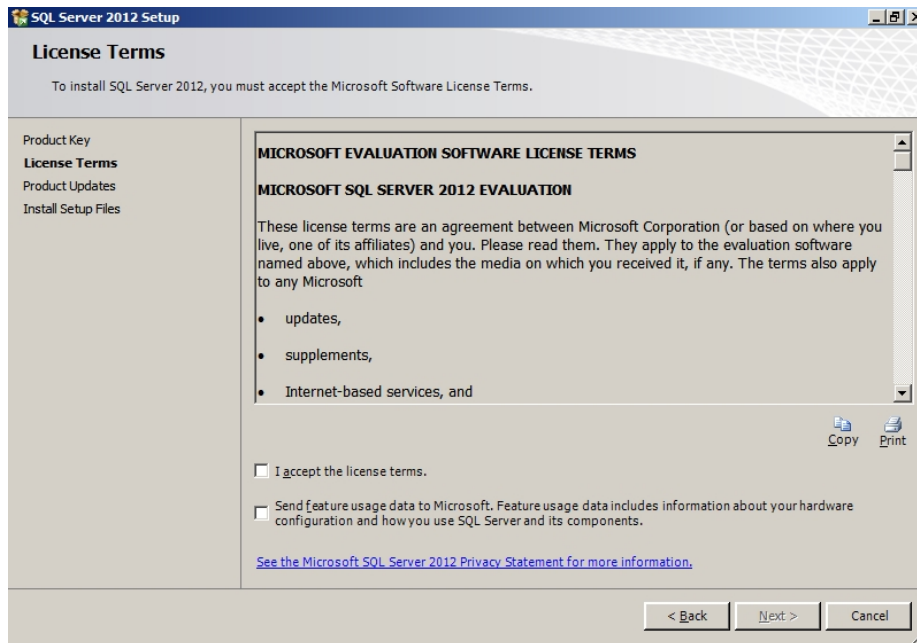 SQL Server 2012 Setup
License Terms
To install SQL Server 2012, you must accept the Microsoft Software License Terms.
Product Key
License Terms
Product Updates
Install Setup Files
MICROSOFT EVALUATION SOFTWARE LICENSE TERMS
MICROSOFT SQL SERVER 2012 EVALUATION
These license terms are an agreement between Microsoft Corporation (or based on where you
live, one of its affiliates) and you. Please read them. They apply to the evaluation software
named above, which includes the media on which you received it, if any. The terms also apply
to any Microsoft
• updates,
• supplements,
• Internet-based services, and
Copy Print
I accept the license terms.
Send feature usage data to Microsoft. Feature usage data includes information about your hardware
configuration and how you use SQL Server and its components.
See the Microsoft SQL Server 2012 Privacy Statement for more information.
< Back Next > Cancel